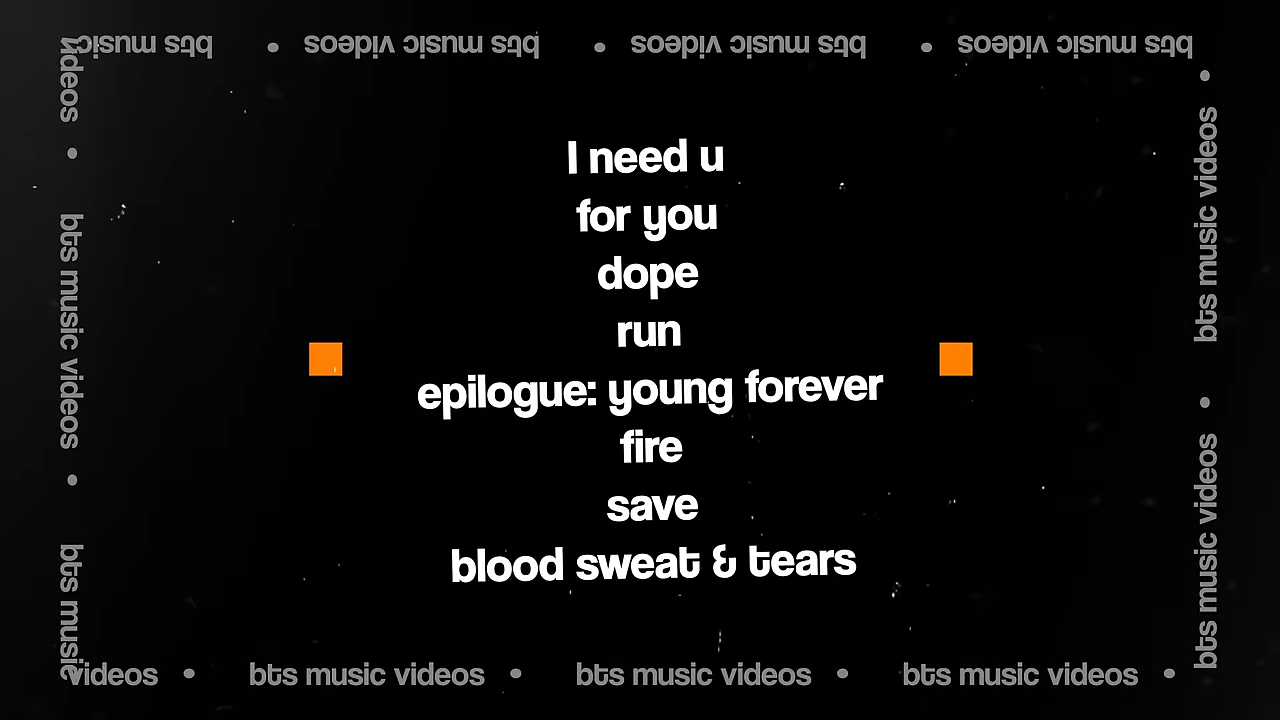 music bts • videos music bts • videos music bts • videos music bts
I need u
for you
dope
run
epilogue: young forever
fire
save
blood sweat & tears
videos • bts music videos • bts music
bts music videos • bts music videos •
videos • bts music videos • bts music videos • bts music videos •